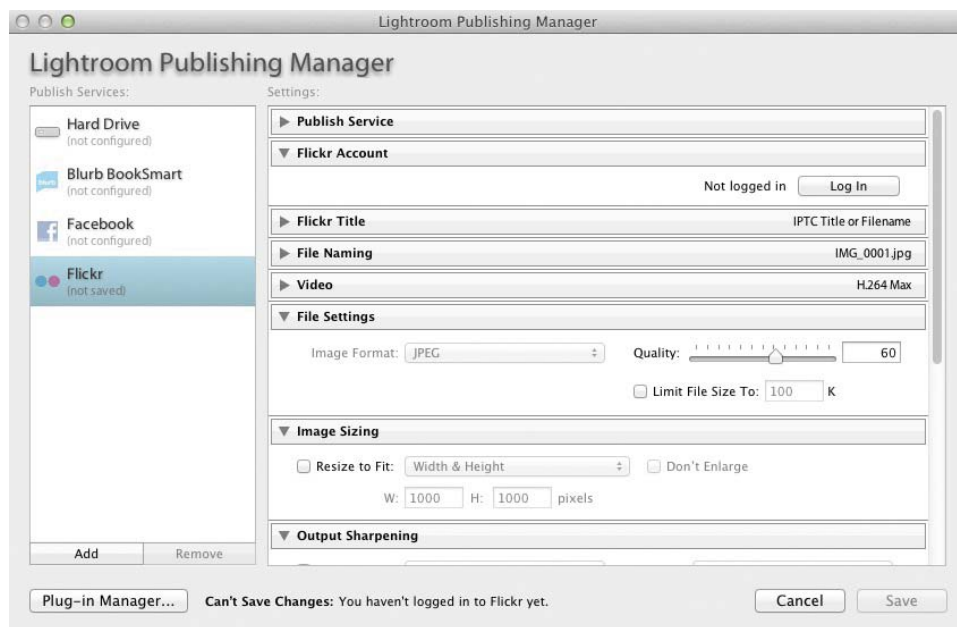 Lightroom Publishing Manager
Lightroom Publishing Manager
Publish Services:
Settings:
Hard Drive
(not configured)
Blurb BookSmart
(not configured)
Facebook
(not configured)
Flickr
(not saved)
Add Remove
Publish Service
Flickr Account
Not logged in Log In
Flickr Title IPTC Title or Filename
File Naming IMG_0001.jpg
Video H.264 Max
File Settings
Image Format: JPEG Quality: 60
Limit File Size To: 100 K
Image Sizing
Resize to Fit: Width & Height Don't Enlarge
W: 1000 H: 1000 pixels
Output Sharpening
Plug-in Manager... Can't Save Changes: You haven't logged in to Flickr yet. Cancel Save